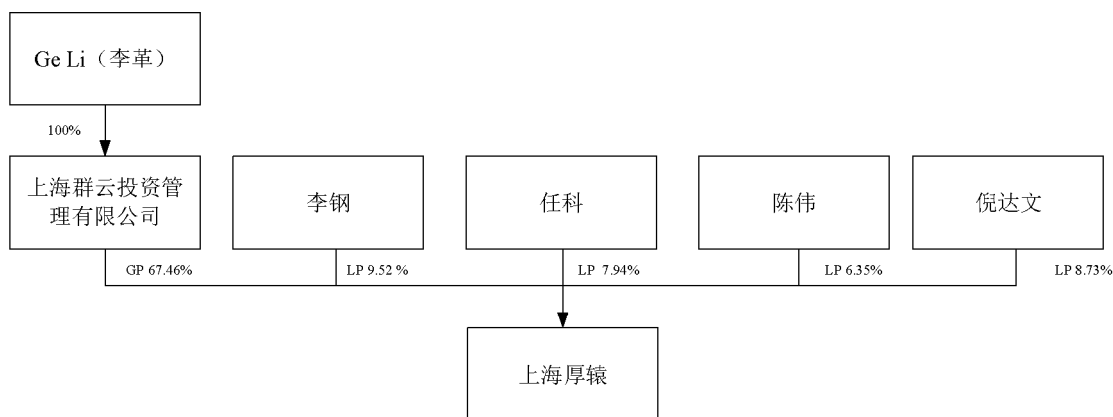 Ge Li（李革）
100%
上海群云投资管
理有限公司
李钢
任科
陈伟
倪达文
GP 67.46%
LP 9.52 %
LP 7.94%
LP 6.35%
LP 8.73%
上海厚辕